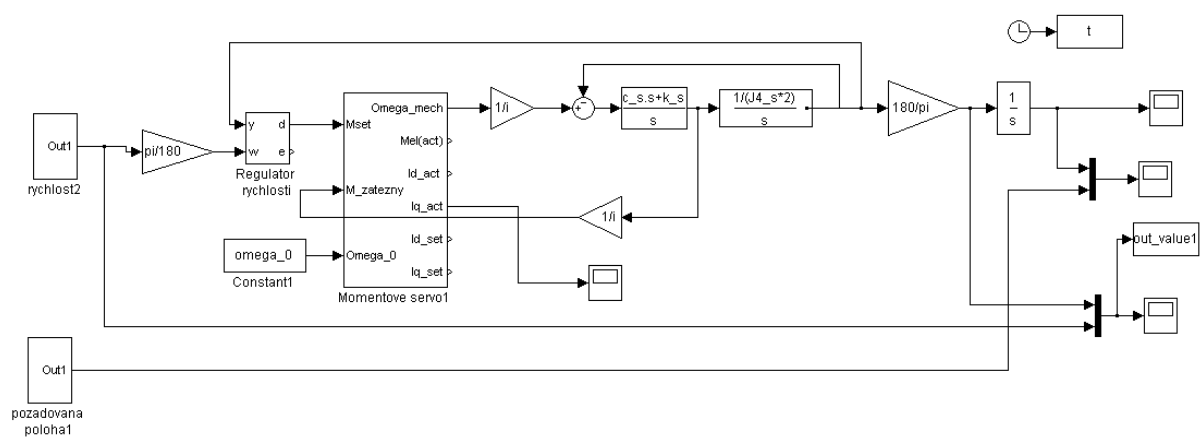 t
Out1
rychlost2
pi/180
y
d
w
e
Regulator
rychlosti
Omega_mech
Mset
Mel(act)
Id_act
M_zatezny
Iq_act
Id_set
Omega_0
Iq_set
Momentove servo1
omega_0
Constant1
1/i
+
−
c_s.s+k_s
s
1/(J4_s*2)
s
180/pi
1
s
1/i
out_value1
Out1
pozadovana
poloha1